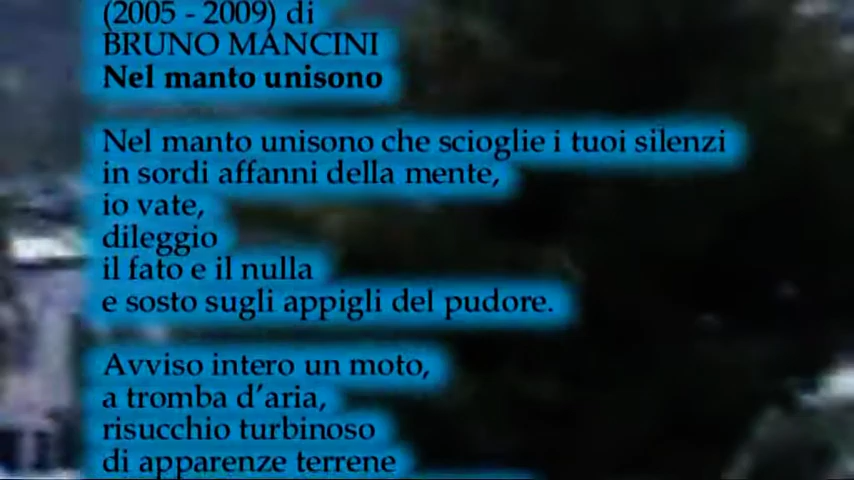 (2005 - 2009) di
BRUNO MANCINI
Nel manto unisono
Nel manto unisono che scioglie i tuoi silenzi
in sordi affanni della mente,
io vate,
dileggio
il fato e il nulla
e sosto sugli appigli del pudore.
Avviso intero un moto,
a tromba d'aria,
risucchio turbinoso
di apparenze terrene